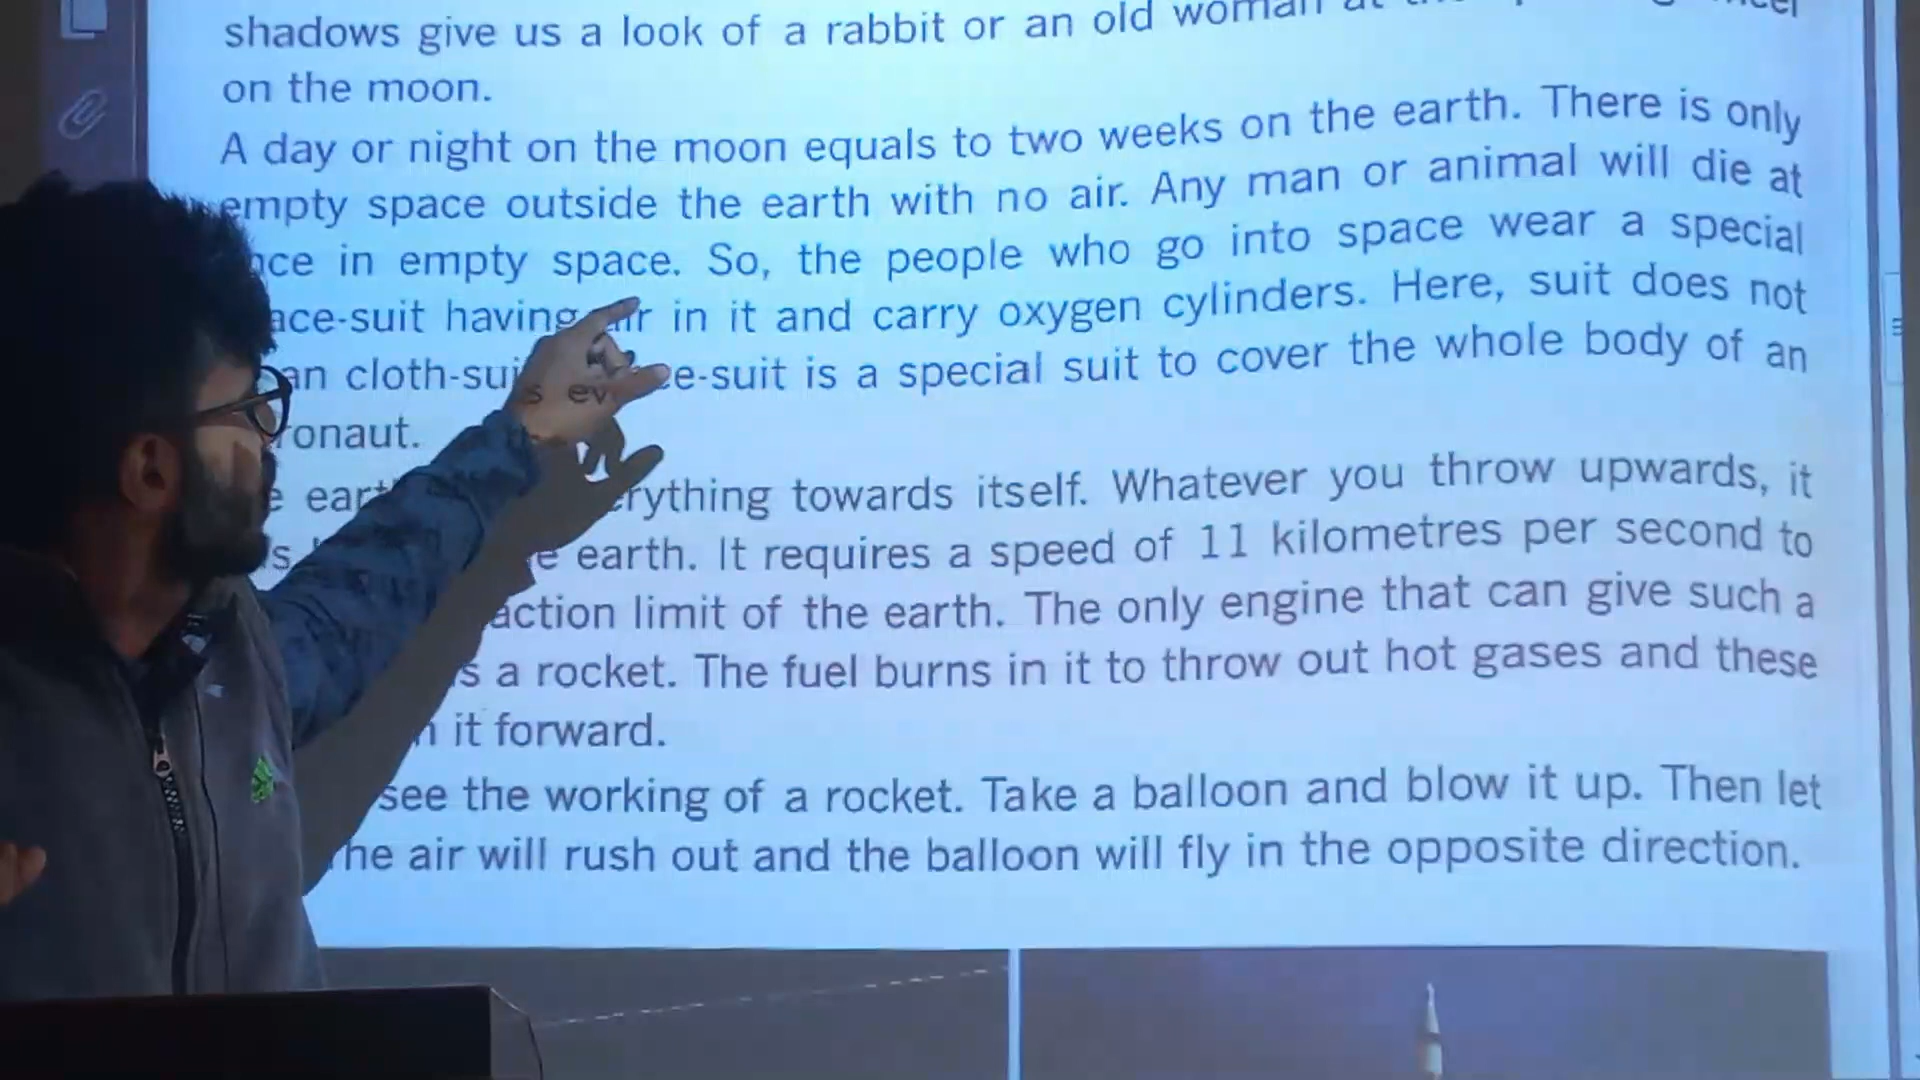 shadows give us a look of a rabbit or an old woman
on the moon.
A day or night on the moon equals to two weeks on the earth. There is only
empty space outside the earth with no air. Any man or animal will die at
in empty space. So, the people who go into space wear a special
having air in it and carry oxygen cylinders. Here, suit does not
cloth-suit is a special suit to cover the whole body of an
towards itself. Whatever you throw upwards, it
earth. It requires a speed of 11 kilometres per second to
limit of the earth. The only engine that can give such a
a rocket. The fuel burns in it to throw out hot gases and these
it forward.
see the working of a rocket. Take a balloon and blow it up. Then let
air will rush out and the balloon will fly in the opposite direction.